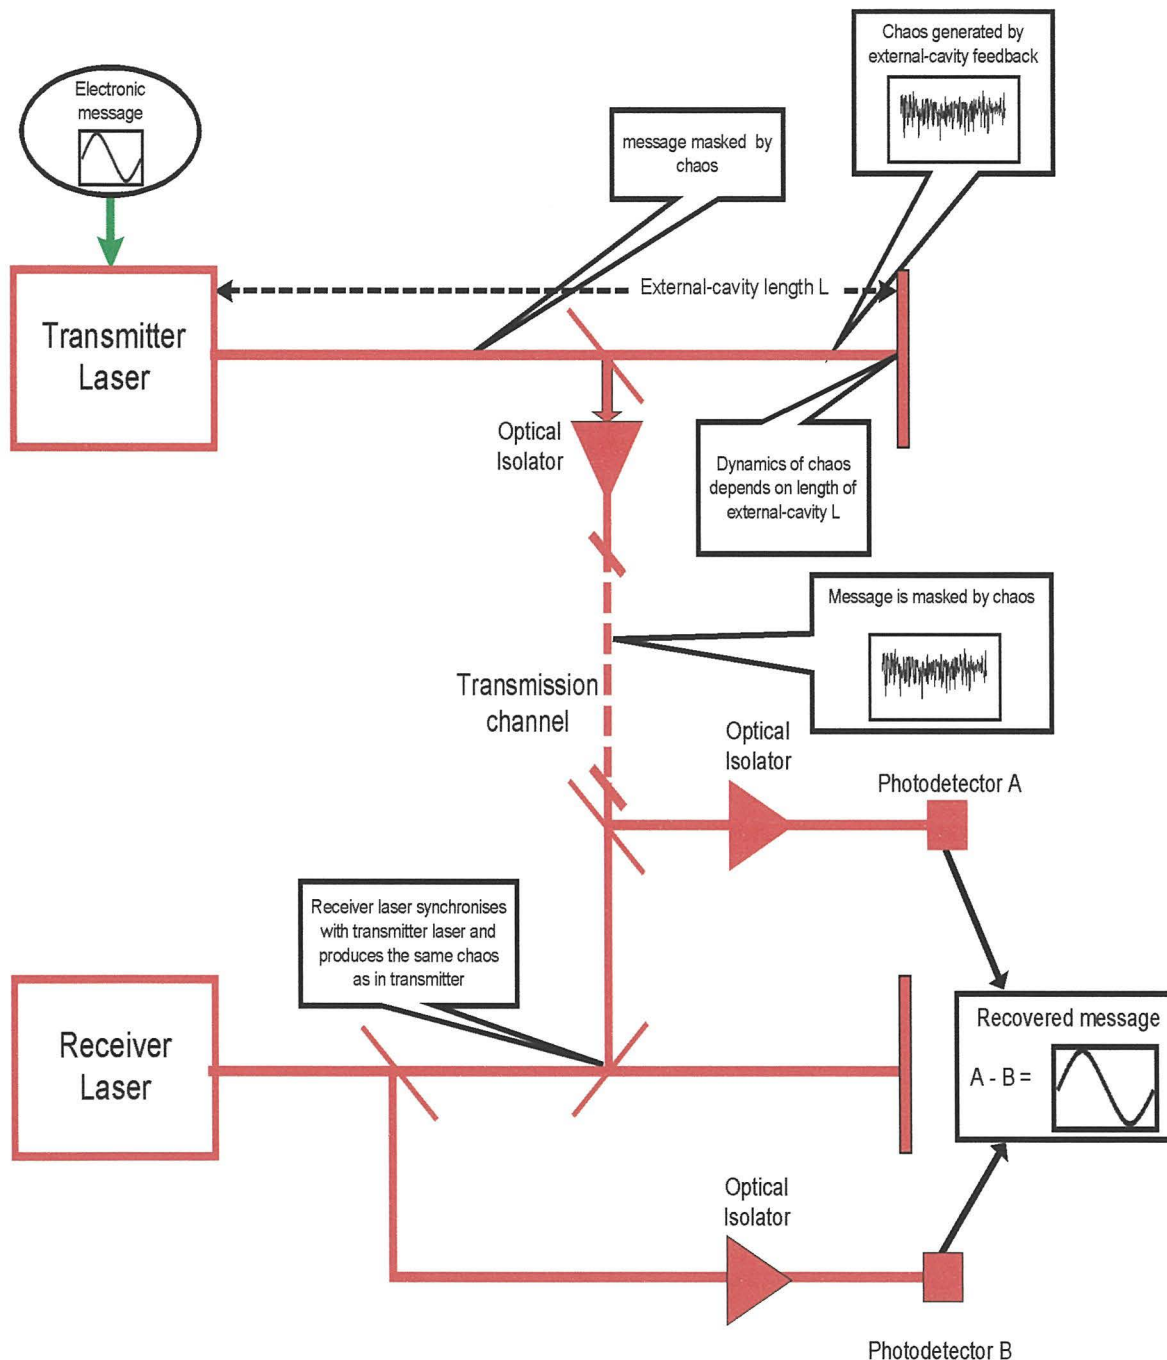 Chaos generated by
external-cavity feedback
Electronic
message
message masked by
chaos
External-cavity length L
Transmitter
Laser
Optical
Isolator
Dynamics of chaos
depends on length of
external-cavity L
Message is masked by chaos
Transmission
channel
Optical
Isolator
Photodetector A
Receiver laser synchronises
with transmitter laser and
produces the same chaos
as in transmitter
Receiver
Laser
Recovered message
A - B =
Optical
Isolator
Photodetector B